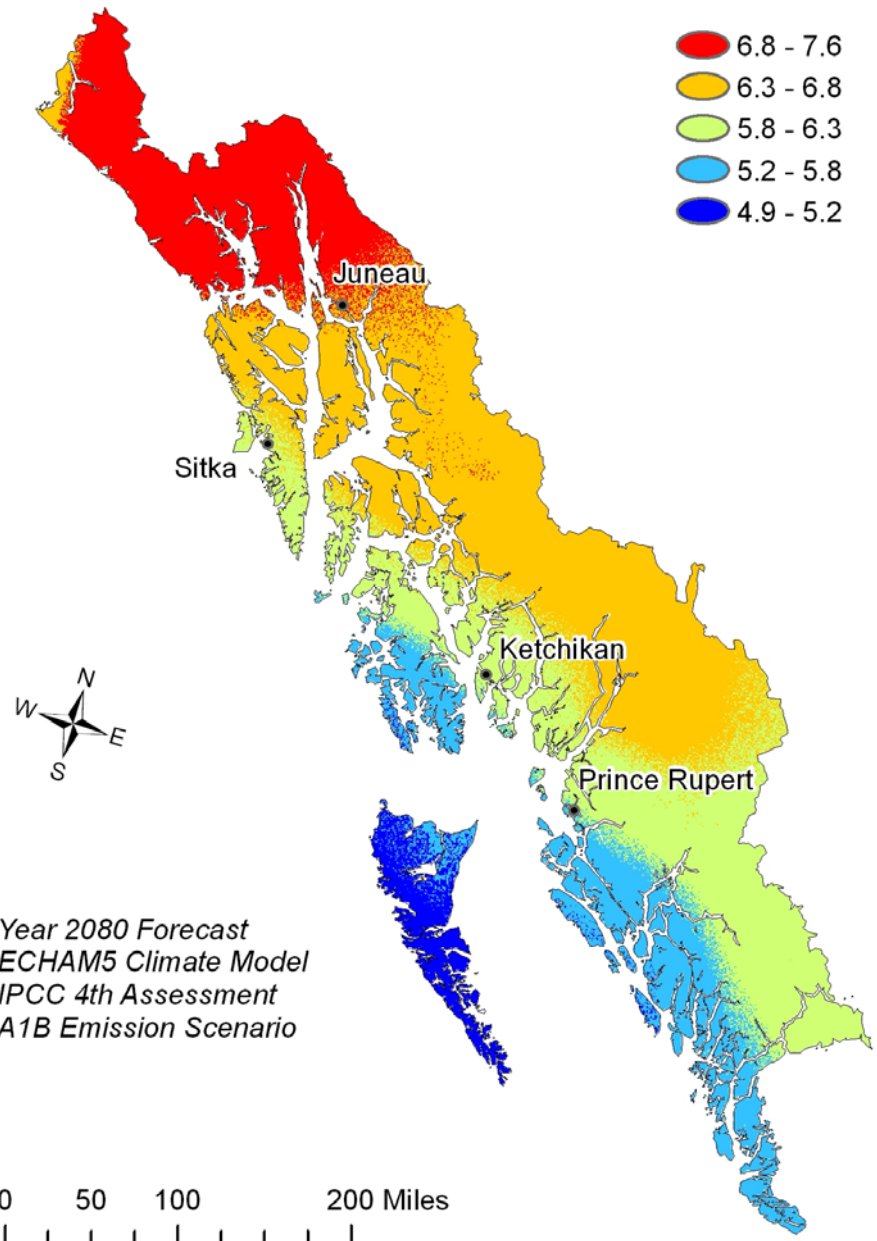 6.8 - 7.6
6.3 - 6.8
5.8 - 6.3
5.2 - 5.8
4.9 - 5.2
Juneau
Sitka
Ketchikan
N
W
E
S
Prince Rupert
Year 2080 Forecast
ECHAM5 Climate Model
IPCC 4th Assessment
A1B Emission Scenario
0 50 100 200 Miles